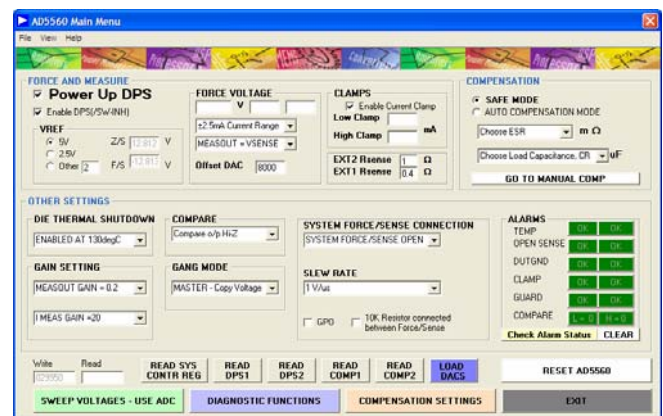 AD5560 Main Menu
File View Help
FORCE AND MEASURE
Power Up DPS
Enable DPS(/SW-INH)
VREF
5V
2.5V
Other 2
Z/S V
F/S V
FORCE VOLTAGE
V
±2.5mA Current Range
MEASOUT = VSENSE
Offset DAC 8000
CLAMPS
Enable Current Clamp
Low Clamp
High Clamp mA
EXT2 Rsense 1 Ω
EXT1 Rsense 0.4 Ω
COMPENSATION
SAFE MODE
AUTO COMPENSATION MODE
Choose ESR m Ω
Choose Load Capacitance, CR uF
GO TO MANUAL COMP
OTHER SETTINGS
DIE THERMAL SHUTDOWN
ENABLED AT 130degC
GAIN SETTING
MEASOUT GAIN = 0.2
I MEAS GAIN =20
COMPARE
Compare o/p Hi-Z
GANG MODE
MASTER - Copy Voltage
SYSTEM FORCE/SENSE CONNECTION
SYSTEM FORCE/SENSE OPEN
SLEW RATE
1 V/us
GPO
10K Resistor connected
between Force/Sense
ALARMS
TEMP OK OK
OPEN SENSE OK OK
DUTGND OK OK
CLAMP OK OK
GUARD OK OK
COMPARE L = 0 H = 0
Check Alarm Status CLEAR
Write Read
READ SYS
CONTR REG
READ
DPS1
READ
DPS2
READ
COMP1
READ
COMP2
LOAD
DACS
RESET AD5560
SWEEP VOLTAGES - USE ADC
DIAGNOSTIC FUNCTIONS
COMPENSATION SETTINGS
EXIT